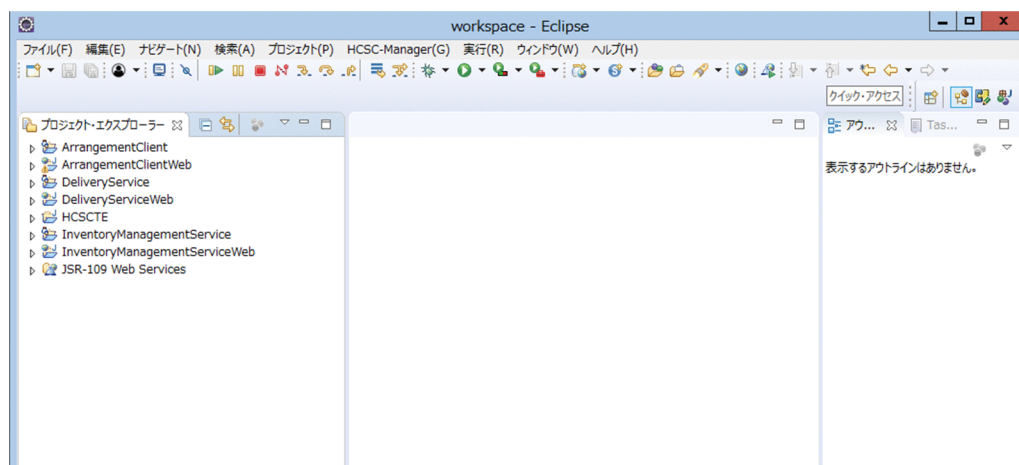 workspace - Eclipse
ファイル(F) 編集(E) ナビゲート(N) 検索(A) プロジェクト(P) HCSC-Manager(G) 実行(R) ウィンドウ(W) ヘルプ(H)
クイック・アクセス
プロジェクト・エクスプローラー
アウ... Tas...
ArrangementClient
ArrangementClientWeb
DeliveryService
DeliveryServiceWeb
HCSCTE
InventoryManagementService
InventoryManagementServiceWeb
JSR-109 Web Services
表示するアウトラインはありません。